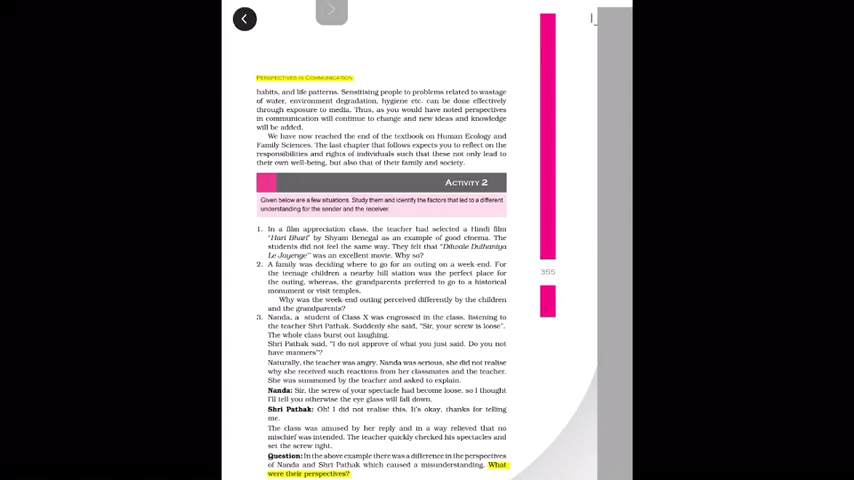 PERSPECTIVES IN COMMUNICATION
habits, and life patterns. Sensitising people to problems related to wastage
of water, environment degradation, hygiene etc. can be done effectively
through exposure to media. Thus, as you would have noted perspectives
in communication will continue to change and new ideas and knowledge
will be added.
We have now reached the end of the textbook on Human Ecology and
Family Sciences. The last chapter that follows expects you to reflect on the
responsibilities and rights of individuals such that these not only lead to
their own well-being, but also that of their family and society.
ACTIVITY 2
Given below are a few situations. Study them and identify the factors that led to a different
understanding for the sender and the receiver.
1. In a film appreciation class, the teacher had selected a Hindi film
"Hari Bhari" by Shyam Benegal as an example of good cinema. The
students did not feel the same way. They felt that "Dilwale Dulhaniya
Le Jayenge" was an excellent movie. Why so?
2. A family was deciding where to go for an outing on a week-end. For
the teenage children a nearby hill station was the perfect place for
the outing, whereas, the grandparents preferred to go to a historical
monument or visit temples.
Why was the week-end outing perceived differently by the children
and the grandparents?
355
3. Nanda, a student of Class X was engrossed in the class, listening to
the teacher Shri Pathak. Suddenly she said, "Sir, your screw is loose".
The whole class burst out laughing.
Shri Pathak said, "I do not approve of what you just said. Do you not
have manners"?
Naturally, the teacher was angry. Nanda was serious, she did not realise
why she received such reactions from her classmates and the teacher.
She was summoned by the teacher and asked to explain.
Nanda: Sir, the screw of your spectacle had become loose, so I thought
I'll tell you otherwise the eye glass will fall down.
Shri Pathak: Oh! I did not realise this. It's okay, thanks for telling
me.
The class was amused by her reply and in a way relieved that no
mischief was intended. The teacher quickly checked his spectacles and
set the screw tight.
Question: In the above example there was a difference in the perspectives
of Nanda and Shri Pathak which caused a misunderstanding. What
were their perspectives?